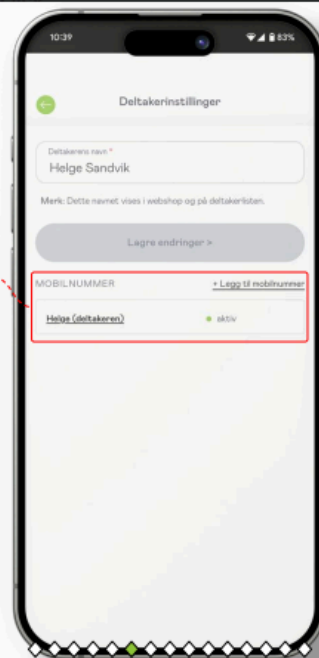 10:39
83%
Deltakerinstillinger
Deltakerens navn *
Helge Sandvik
Merk: Dette navnet vises i webshop og på deltakerlisten.
Lagre endringer >
MOBILNUMMER
+ Legg til mobilnummer
Helge (deltakeren)
aktiv